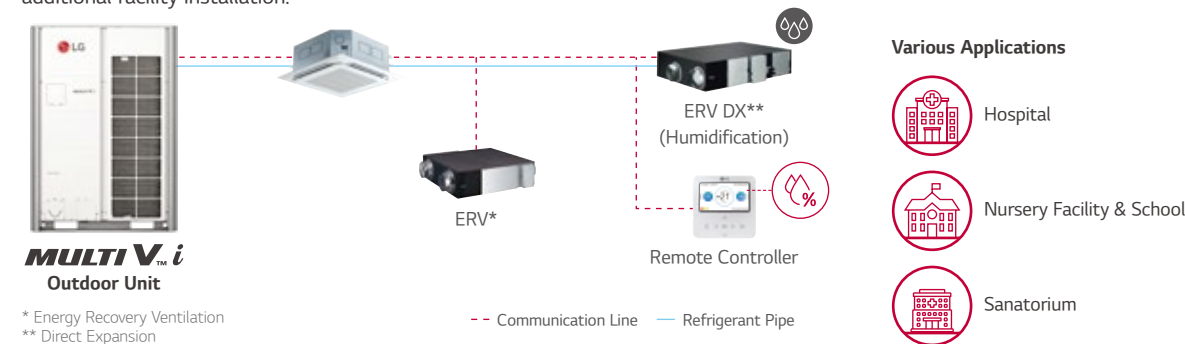 additional facility installation.
LG
MULTI V™ i
Outdoor Unit
ERV*
ERV DX**
(Humidification)
Remote Controller
%
Various Applications
Hospital
Nursery Facility & School
Sanatorium
* Energy Recovery Ventilation
** Direct Expansion
Communication Line
Refrigerant Pipe